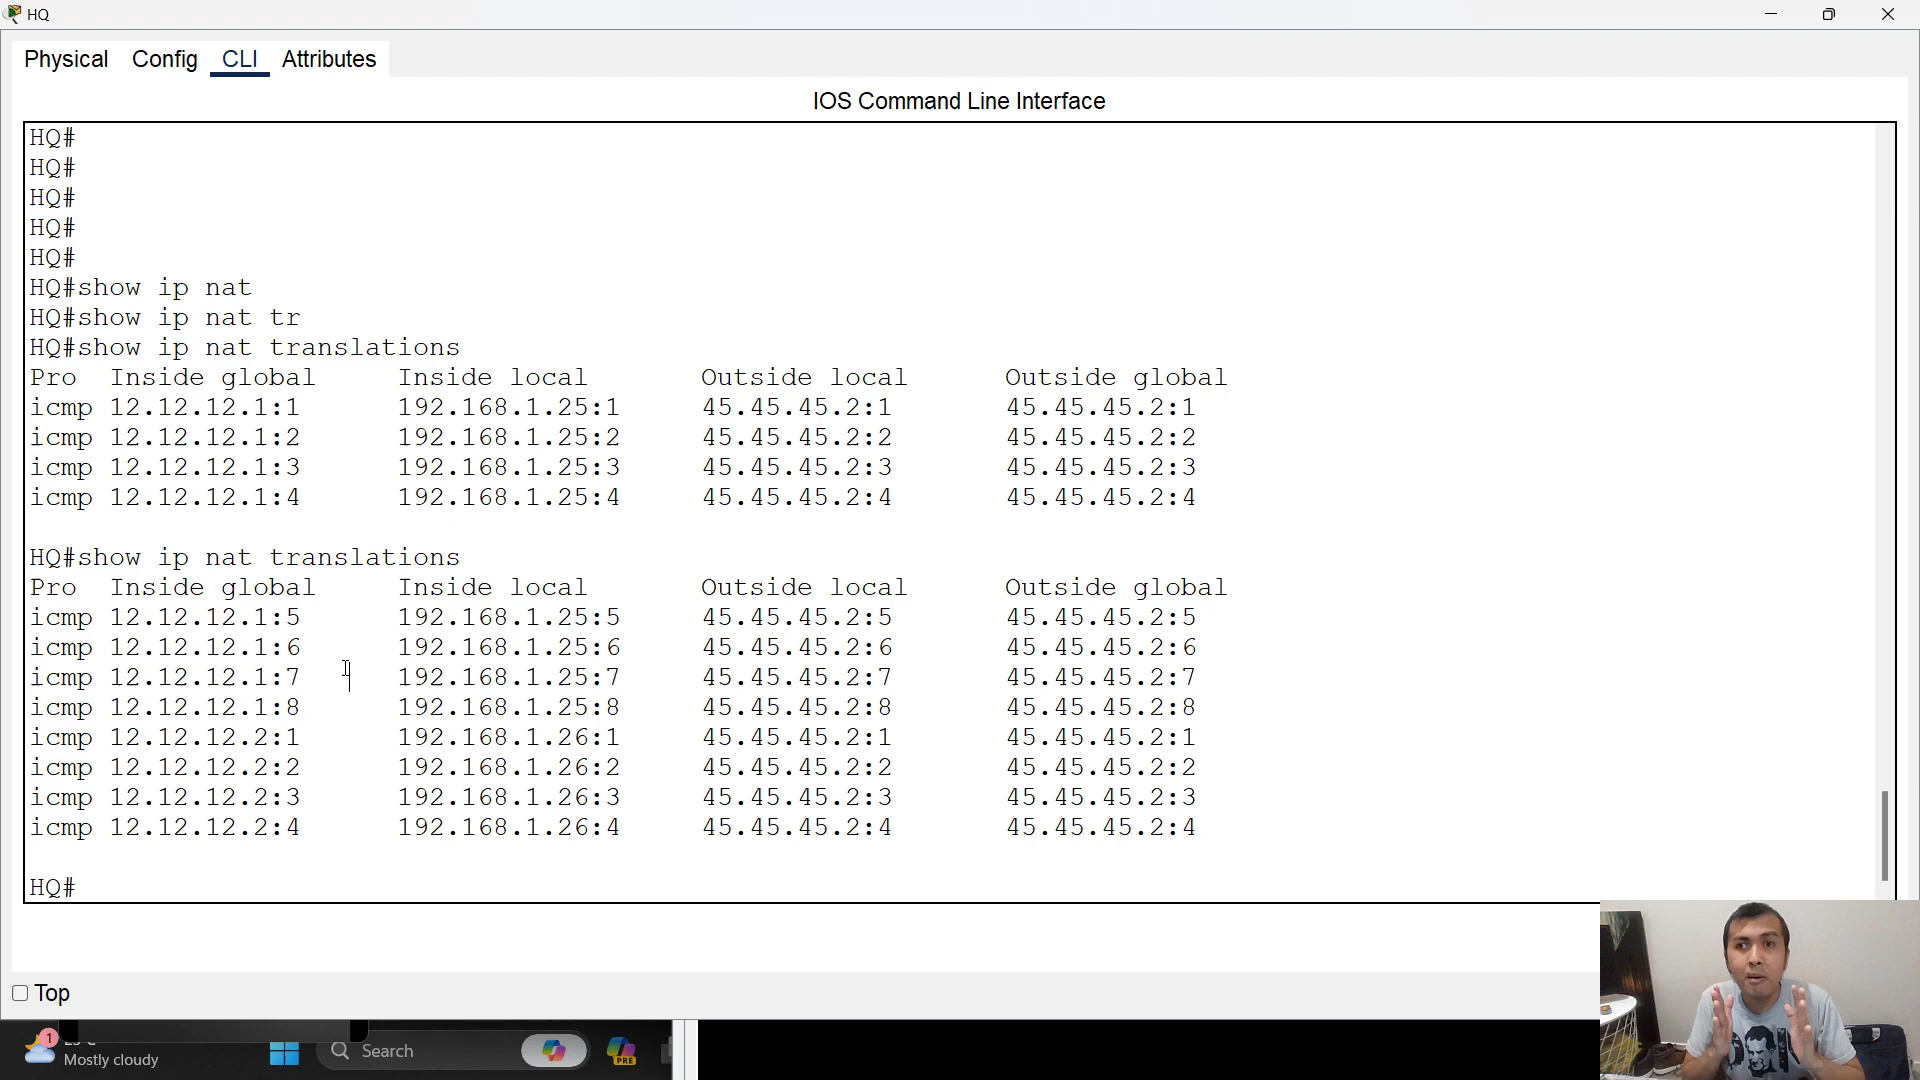 HQ
Physical Config CLI Attributes
IOS Command Line Interface
HQ#
HQ#
HQ#
HQ#
HQ#
HQ#show ip nat
HQ#show ip nat tr
HQ#show ip nat translations
Pro Inside global Inside local Outside local Outside global
icmp 12.12.12.1:1 192.168.1.25:1 45.45.45.2:1 45.45.45.2:1
icmp 12.12.12.1:2 192.168.1.25:2 45.45.45.2:2 45.45.45.2:2
icmp 12.12.12.1:3 192.168.1.25:3 45.45.45.2:3 45.45.45.2:3
icmp 12.12.12.1:4 192.168.1.25:4 45.45.45.2:4 45.45.45.2:4
HQ#show ip nat translations
Pro Inside global Inside local Outside local Outside global
icmp 12.12.12.1:5 192.168.1.25:5 45.45.45.2:5 45.45.45.2:5
icmp 12.12.12.1:6 192.168.1.25:6 45.45.45.2:6 45.45.45.2:6
icmp 12.12.12.1:7 192.168.1.25:7 45.45.45.2:7 45.45.45.2:7
icmp 12.12.12.1:8 192.168.1.25:8 45.45.45.2:8 45.45.45.2:8
icmp 12.12.12.2:1 192.168.1.26:1 45.45.45.2:1 45.45.45.2:1
icmp 12.12.12.2:2 192.168.1.26:2 45.45.45.2:2 45.45.45.2:2
icmp 12.12.12.2:3 192.168.1.26:3 45.45.45.2:3 45.45.45.2:3
icmp 12.12.12.2:4 192.168.1.26:4 45.45.45.2:4 45.45.45.2:4
HQ#
Top
1
Mostly cloudy
Search
PRE